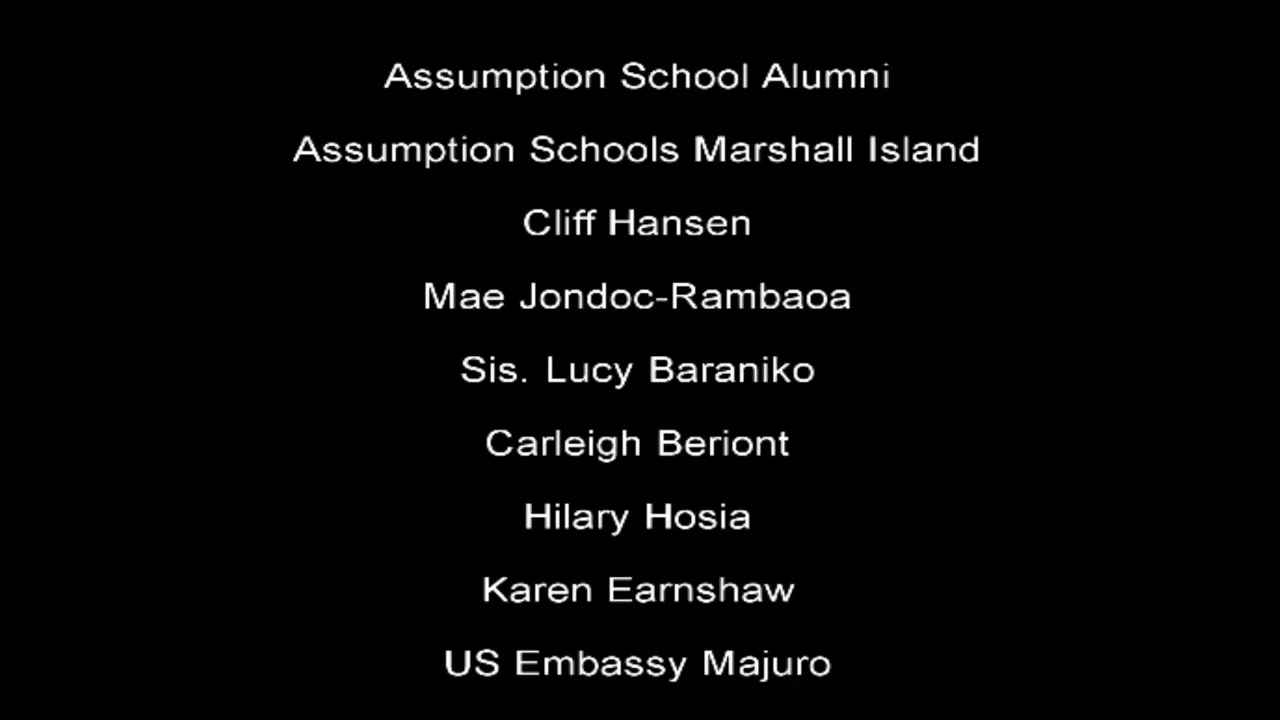 Assumption School Alumni
Assumption Schools Marshall Island
Cliff Hansen
Mae Jondoc-Rambaoa
Sis. Lucy Baraniko
Carleigh Beriont
Hilary Hosia
Karen Earnshaw
US Embassy Majuro